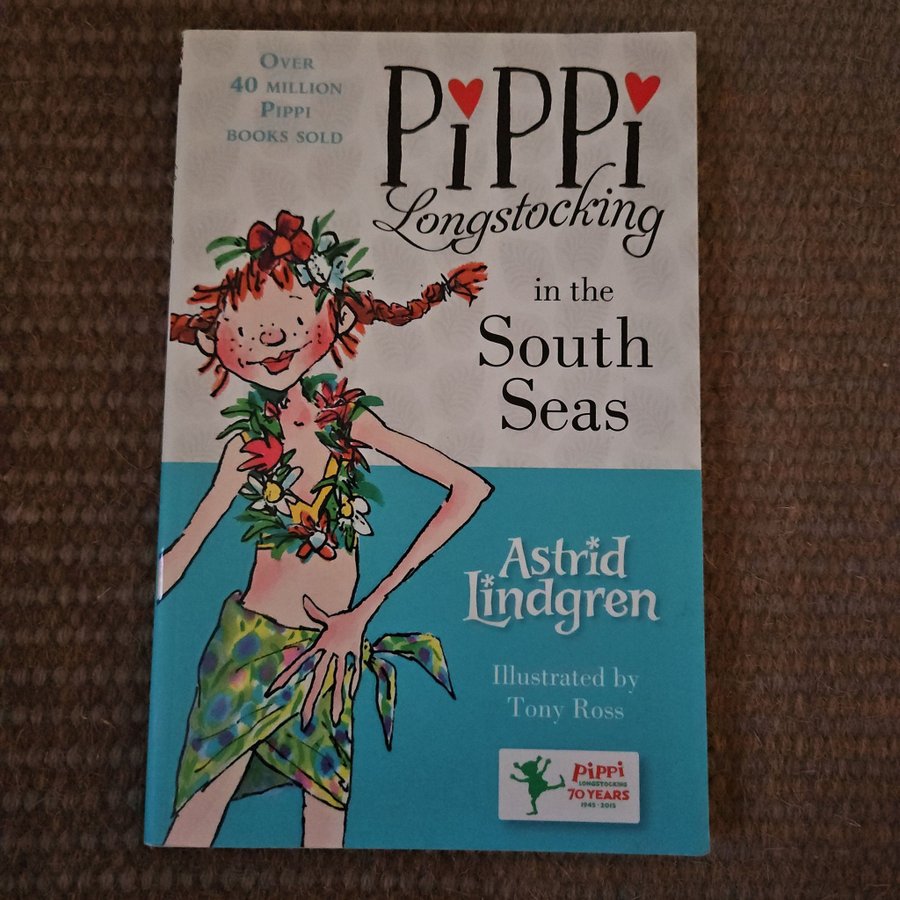 Over
40 million
Pippi
books sold
PiPPi
Longstocking
in the
South
Seas
Astrid
Lindgren
Illustrated by
Tony Ross
PiPPi
LONGSTOCKING
70 YEARS
1945-2015